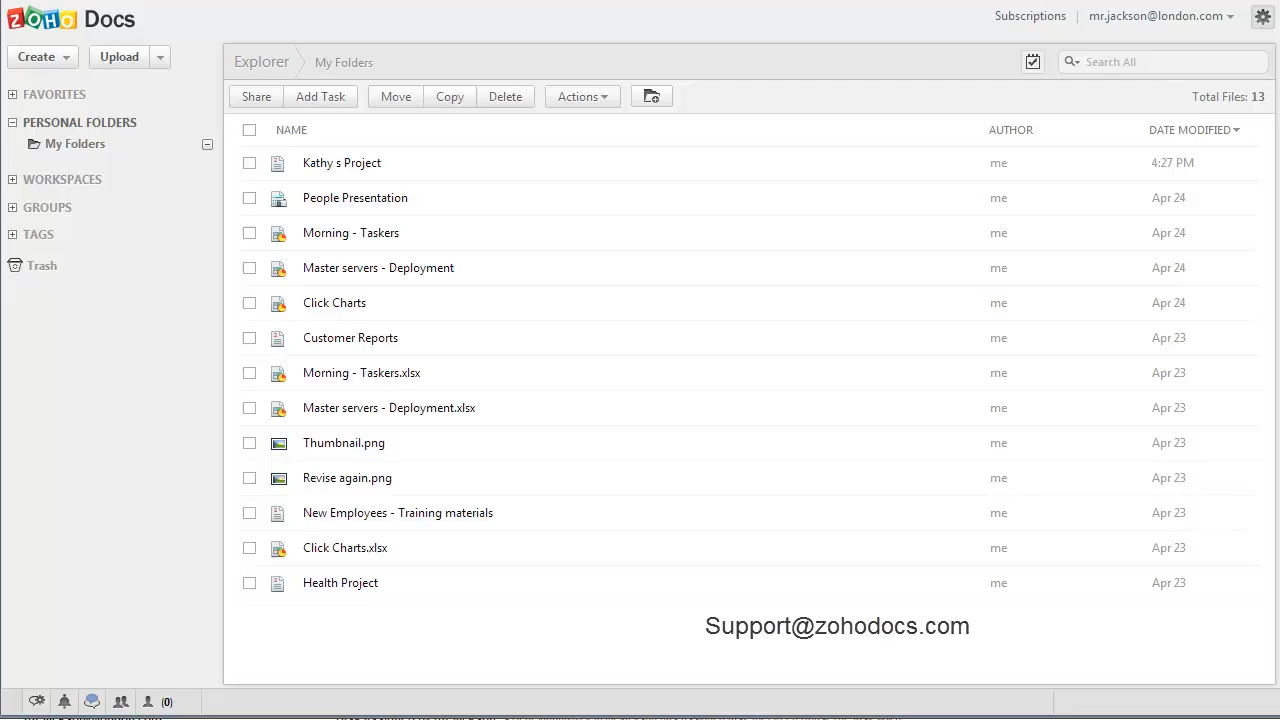 ZOHO Docs
Subscriptions | mr.jackson@london.com
Create Upload
Explorer My Folders Search All
Share Add Task Move Copy Delete Actions Total Files: 13
FAVORITES
PERSONAL FOLDERS
My Folders
WORKSPACES
GROUPS
TAGS
Trash
NAME AUTHOR DATE MODIFIED
Kathy s Project me 4:27 PM
People Presentation me Apr 24
Morning - Taskers me Apr 24
Master servers - Deployment me Apr 24
Click Charts me Apr 24
Customer Reports me Apr 23
Morning - Taskers.xlsx me Apr 23
Master servers - Deployment.xlsx me Apr 23
Thumbnail.png me Apr 23
Revise again.png me Apr 23
New Employees - Training materials me Apr 23
Click Charts.xlsx me Apr 23
Health Project me Apr 23
Support@zohodocs.com
(0)